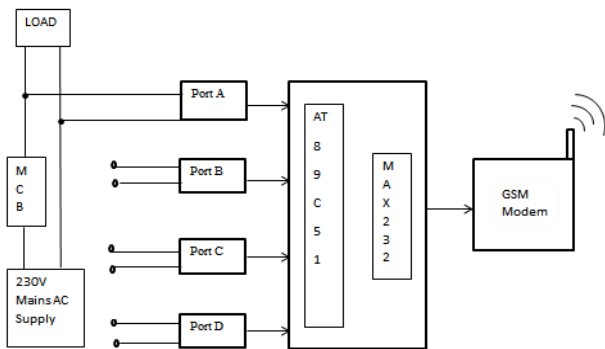 LOAD
Port A
AT
8
9
C
5
1
M
A
X
2
3
2
M
C
B
Port B
GSM
Modem
Port C
230V
Mains AC
Supply
Port D